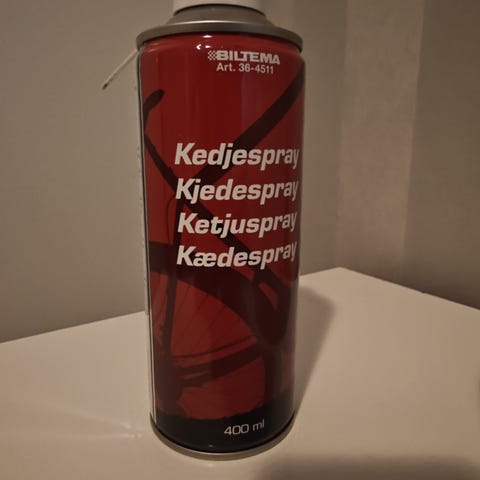 BILTEMA
Art. 36-4511
Kedjespray
Kjedespray
Ketjuspray
Kædespray
400 ml